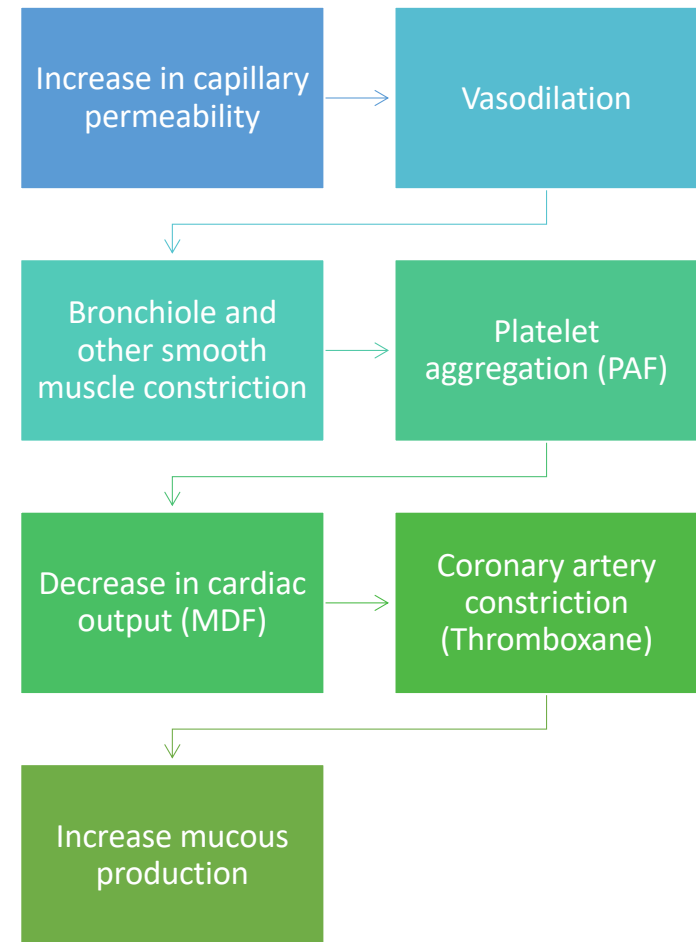 Increase in capillary
permeability
Vasodilation
Bronchiole and
other smooth
muscle constriction
Platelet
aggregation (PAF)
Decrease in cardiac
output (MDF)
Coronary artery
constriction
(Thromboxane)
Increase mucous
production